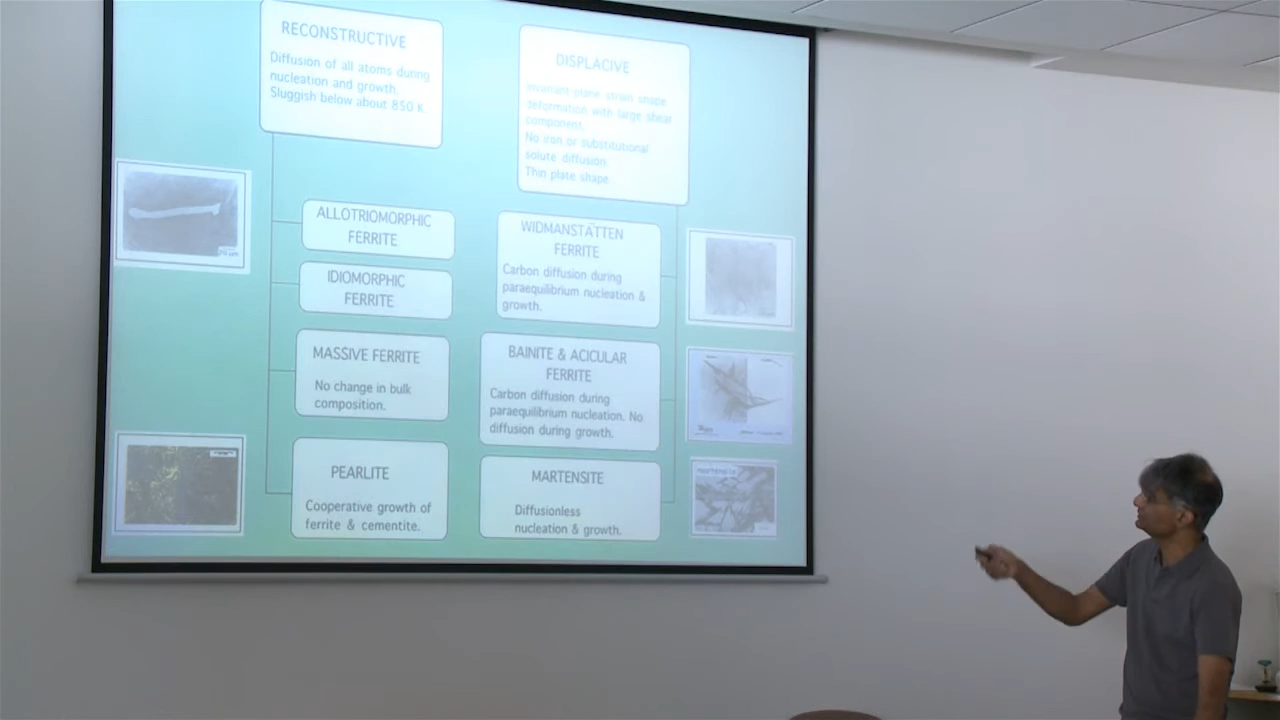 RECONSTRUCTIVE
Diffusion of all atoms during
nucleation and growth.
Sluggish below about 850 K.
DISPLACIVE
Invariant-plane strain shape
deformation with large shear
component.
No iron or substitutional
solute diffusion.
Thin plate shape
ALLOTRIOMORPHIC
FERRITE
IDIOMORPHIC
FERRITE
MASSIVE FERRITE
No change in bulk
composition.
PEARLITE
Cooperative growth of
ferrite & cementite.
WIDMANSTÄTTEN
FERRITE
Carbon diffusion during
paraequilibrium nucleation &
growth.
BAINITE & ACICULAR
FERRITE
Carbon diffusion during
paraequilibrium nucleation. No
diffusion during growth.
MARTENSITE
Diffusionless
nucleation & growth.
martensite